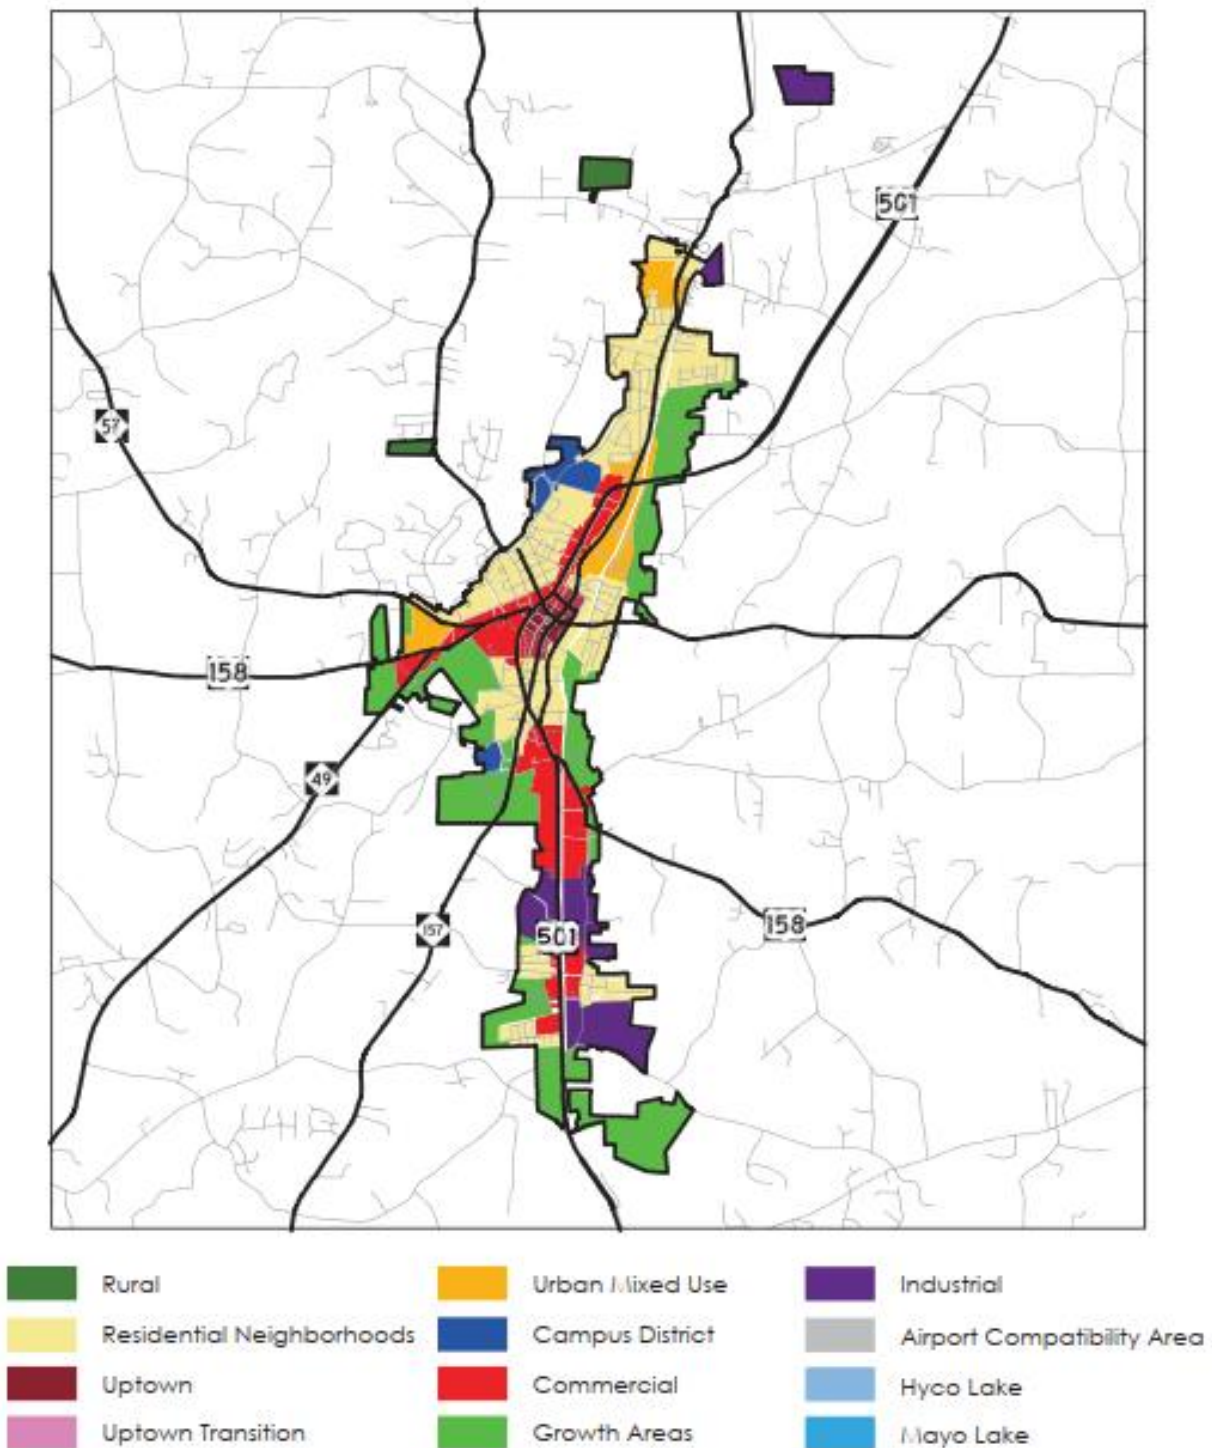 501
57
158
49
157
501
158
Rural
Urban Mixed Use
Industrial
Residential Neighborhoods
Campus District
Airport Compatibility Area
Uptown
Commercial
Hyco Lake
Uptown Transition
Growth Areas
Mayo Lake